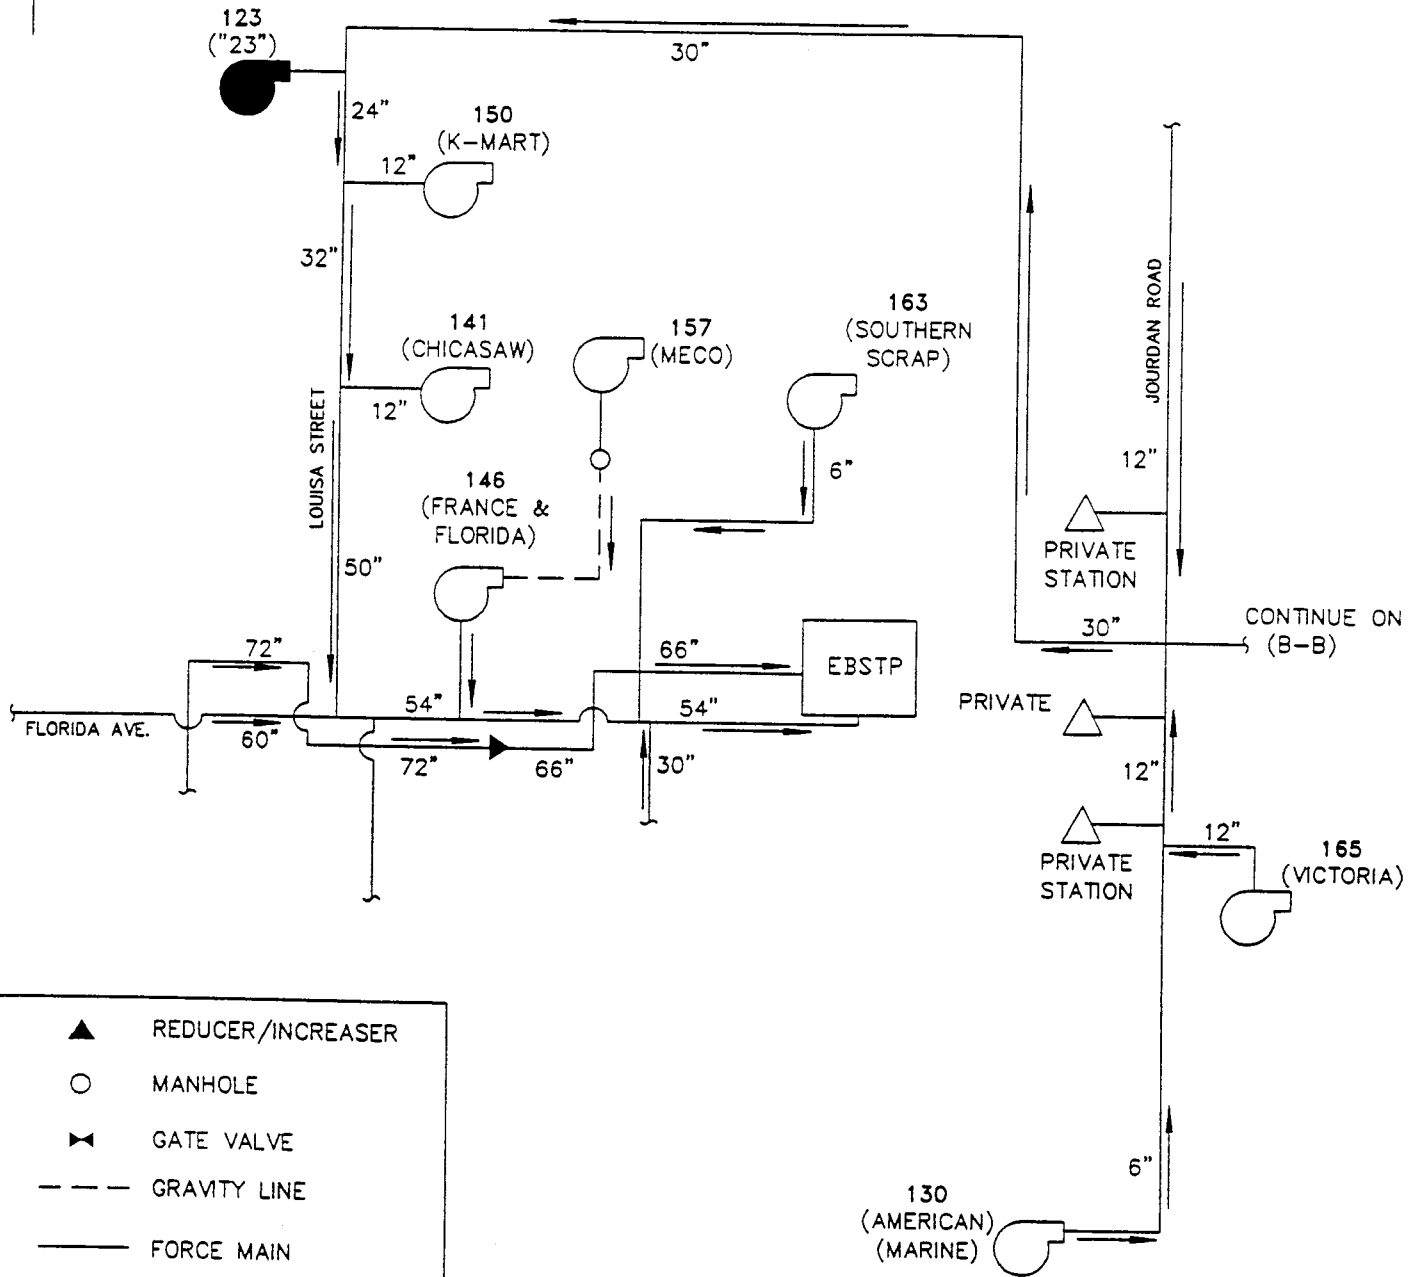 123
("23")
30"
24"
150
(K-MART)
12"
32"
141
(CHICASAW)
12"
157
(MECO)
163
(SOUTHERN
SCRAP)
6"
JOURDAN ROAD
12"
LOUISA STREET
146
(FRANCE &
FLORIDA)
50"
PRIVATE
STATION
30"
CONTINUE ON
(B-B)
72"
66"
EBSTP
54"
54"
PRIVATE
FLORIDA AVE.
60"
72"
66"
30"
12"
12"
165
(VICTORIA)
PRIVATE
STATION
REDUCER/INCREASER
MANHOLE
GATE VALVE
GRAVITY LINE
FORCE MAIN
6"
130
(AMERICAN)
(MARINE)